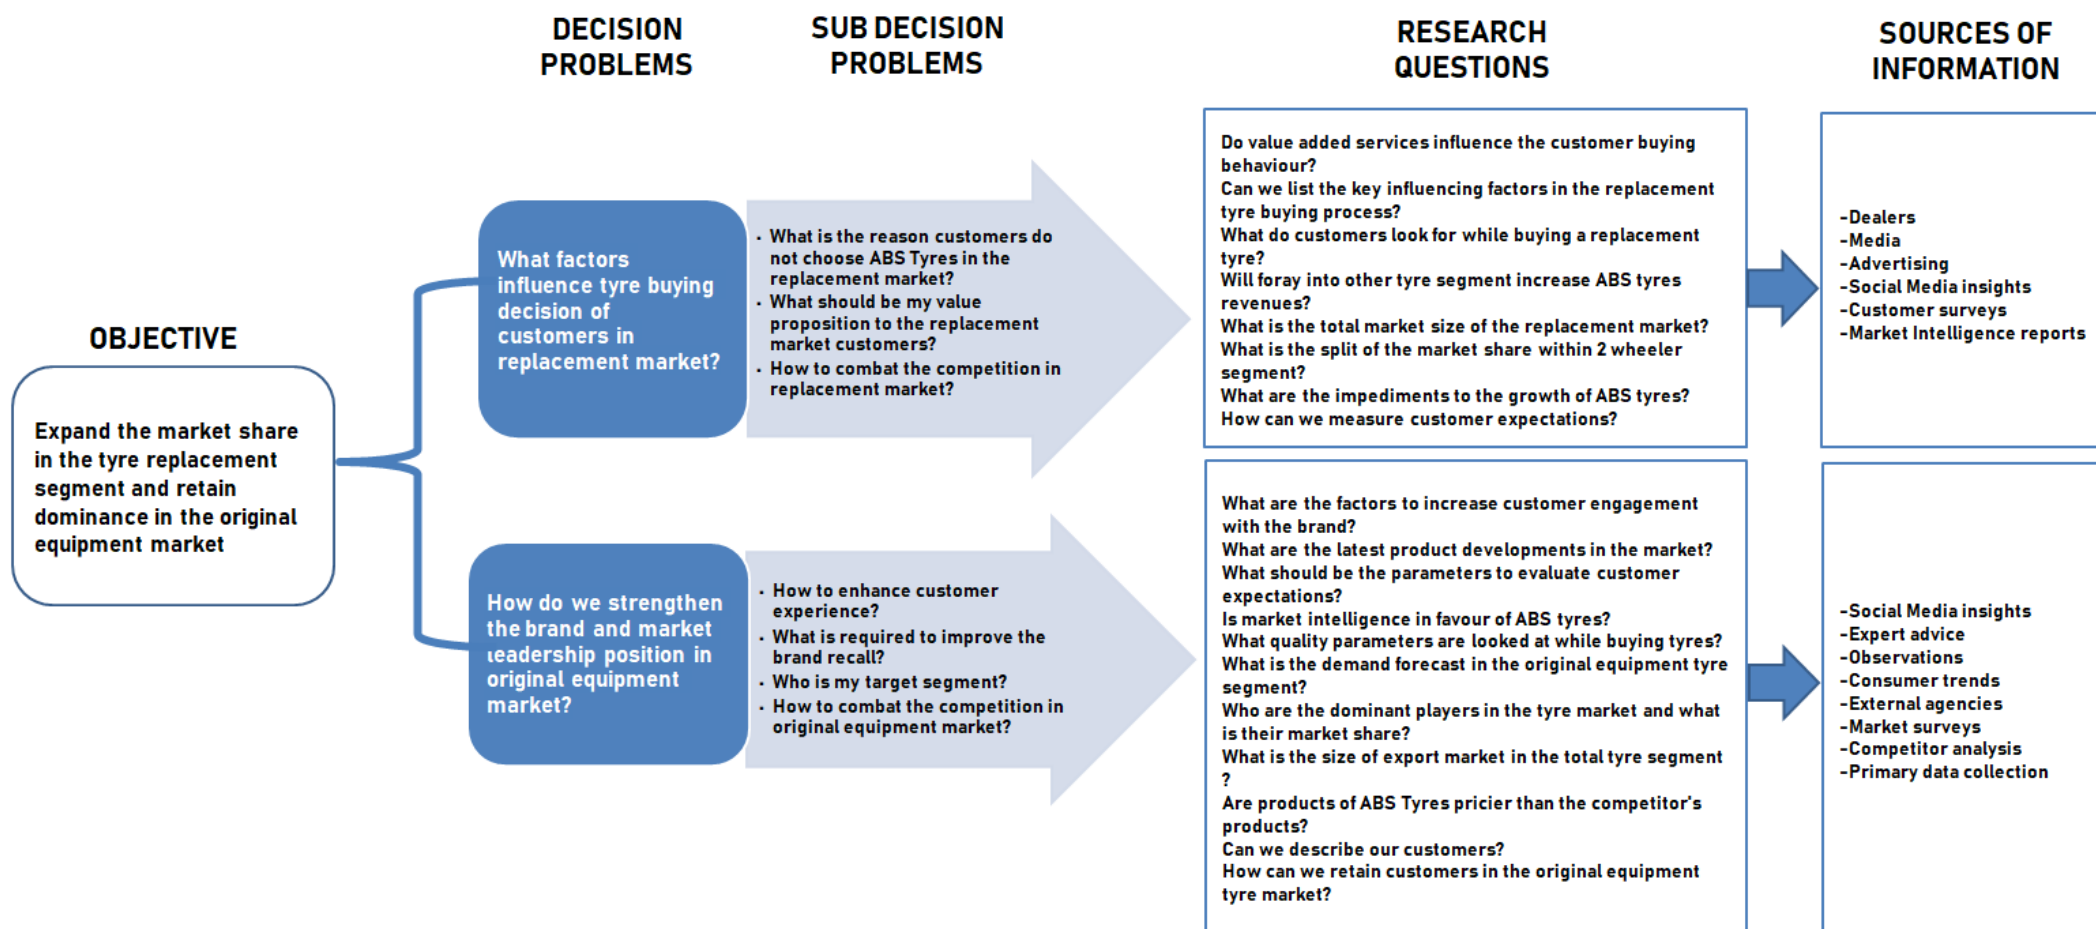 DECISION
PROBLEMS
SUB DECISION
PROBLEMS
RESEARCH
QUESTIONS
SOURCES OF
INFORMATION
OBJECTIVE
Expand the market share
in the tyre replacement
segment and retain
dominance in the original
equipment market
What factors
influence tyre buying
decision of
customers in
replacement market?
· What is the reason customers do
not choose ABS Tyres in the
replacement market?
· What should be my value
proposition to the replacement
market customers?
· How to combat the competition in
replacement market?
Do value added services influence the customer buying
behaviour?
Can we list the key influencing factors in the replacement
tyre buying process?
What do customers look for while buying a replacement
tyre?
Will foray into other tyre segment increase ABS tyres
revenues?
What is the total market size of the replacement market?
What is the split of the market share within 2 wheeler
segment?
What are the impediments to the growth of ABS tyres?
How can we measure customer expectations?
-Dealers
-Media
-Advertising
-Social Media insights
-Customer surveys
-Market Intelligence reports
How do we strengthen
the brand and market
leadership position in
original equipment
market?
· How to enhance customer
experience?
· What is required to improve the
brand recall?
· Who is my target segment?
· How to combat the competition in
original equipment market?
What are the factors to increase customer engagement
with the brand?
What are the latest product developments in the market?
What should be the parameters to evaluate customer
expectations?
Is market intelligence in favour of ABS tyres?
What quality parameters are looked at while buying tyres?
What is the demand forecast in the original equipment tyre
segment?
Who are the dominant players in the tyre market and what
is their market share?
What is the size of export market in the total tyre segment
?
Are products of ABS Tyres pricier than the competitor's
products?
Can we describe our customers?
How can we retain customers in the original equipment
tyre market?
-Social Media insights
-Expert advice
-Observations
-Consumer trends
-External agencies
-Market surveys
-Competitor analysis
-Primary data collection